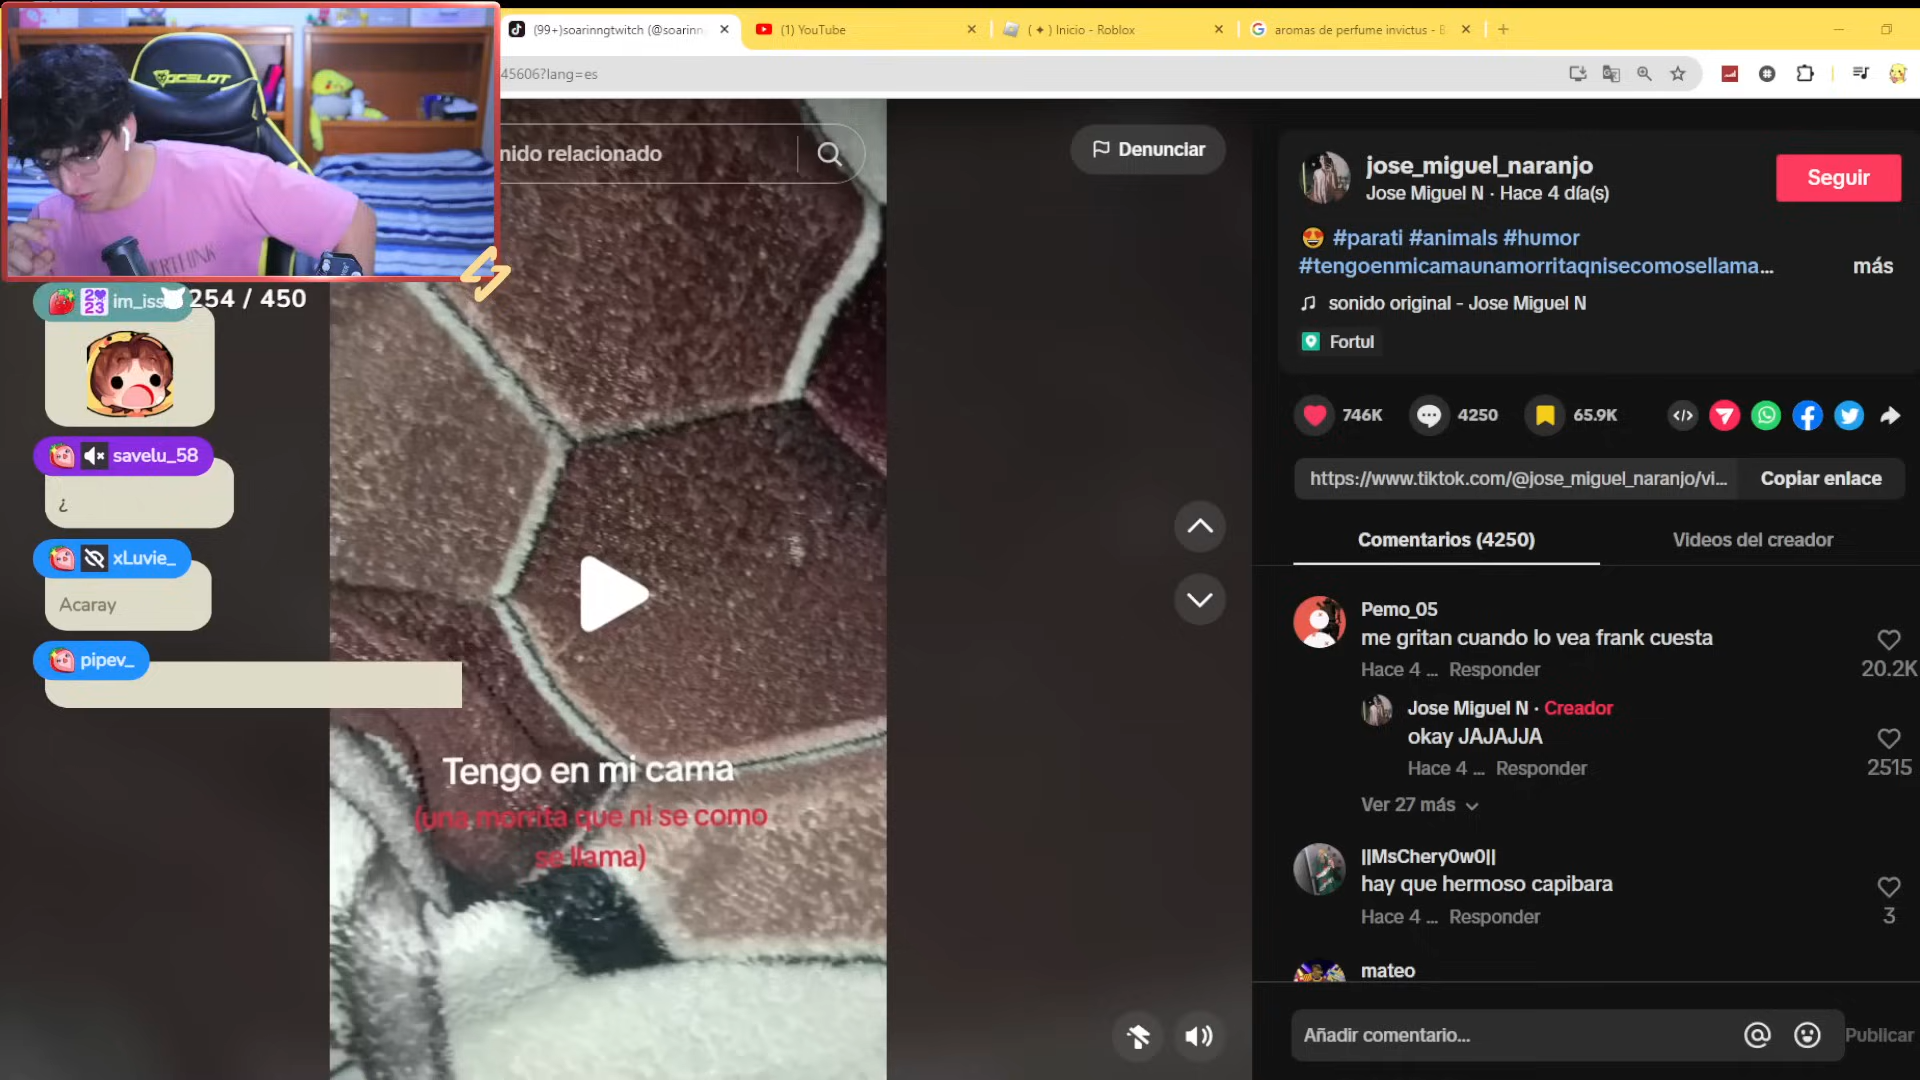 (99+)soarinngtwitch (@soarinn
(1) YouTube
( ✦ ) Inicio - Roblox
aromas de perfume invictus - E
45606?lang=es
OCELOT
ERTHINK
nido relacionado
Denunciar
im_iss
254 / 450
savelu_58
¿
xLuvie_
Acaray
pipev_
Tengo en mi cama
(una morrita que ni se como
se llama)
jose_miguel_naranjo
Jose Miguel N · Hace 4 día(s)
Seguir
😍 #parati #animals #humor
#tengoenmicamaunamorritaqnisecomosellama...
más
sonido original - Jose Miguel N
Fortul
746K
4250
65.9K
https://www.tiktok.com/@jose_miguel_naranjo/vi...
Copiar enlace
Comentarios (4250)
Videos del creador
Pemo_05
me gritan cuando lo vea frank cuesta
Hace 4 ... Responder
20.2K
Jose Miguel N · Creador
okay JAJAJJA
Hace 4 ... Responder
2515
Ver 27 más
||MsChery0w0||
hay que hermoso capibara
Hace 4 ... Responder
3
mateo
Añadir comentario...
Publicar